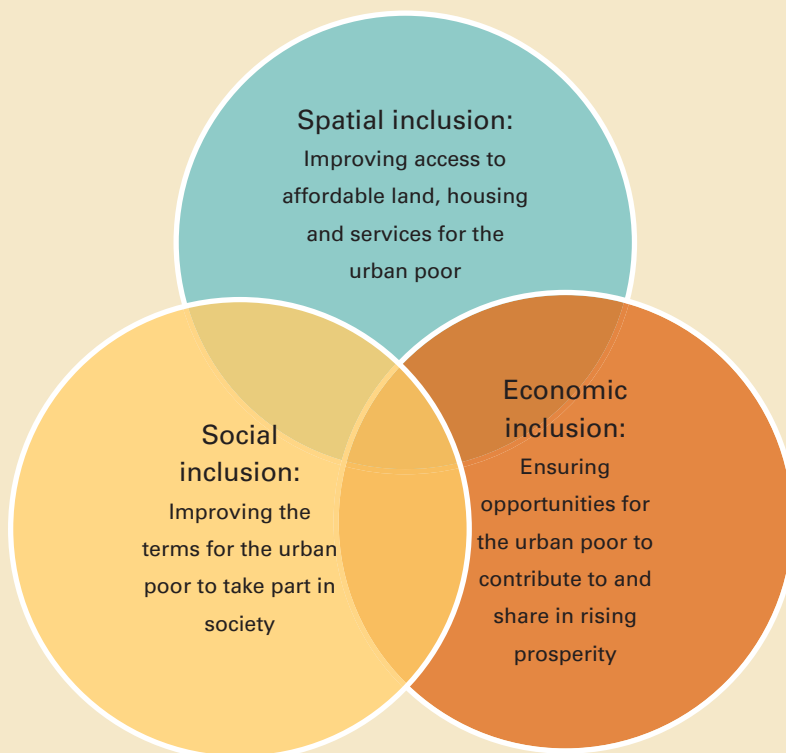 Spatial inclusion:
Improving access to
affordable land, housing
and services for the
urban poor
Social
inclusion:
Improving the
terms for the urban
poor to take part in
society
Economic
inclusion:
Ensuring
opportunities for
the urban poor to
contribute to and
share in rising
prosperity